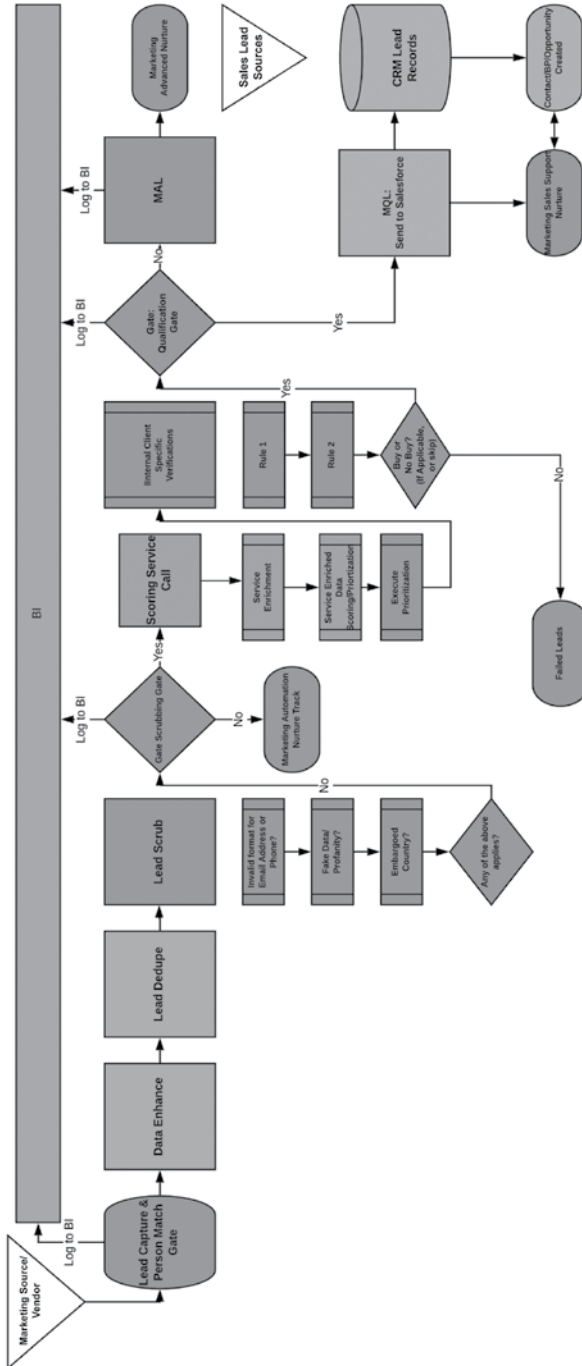 Marketing Source/
Vendor
Log to BI
Lead Capture &
Person Match
Gate
BI
Data Enhance
Lead Dedupe
Lead Scrub
Invalid format for
Email Address or
Phone?
Fake Data/
Profanity?
Embargoed
Country?
Any of the above
applies?
No
Log to BI
Gate Scrubbing Gate
No
Marketing Automation
Nurture Track
Yes
Scoring Service
Call
Service
Enrichment
Service Enriched
Data
Scoring/Priortization
Execute
Prioritization
IInternal Client
Specific
Verifications
Rule 1
Rule 2
Buy or
No Buy?
(If Applicable,
or skip)
No
Failed Leads
Yes
Log to BI
Gate:
Qualification
Gate
No
Yes
Log to BI
MAL
Marketing
Advanced Nurture
MQL:
Send to Salesforce
Sales Lead
Sources
CRM Lead
Records
Marketing Sales Support
Nurture
Contact/BP/Opportunity
Created